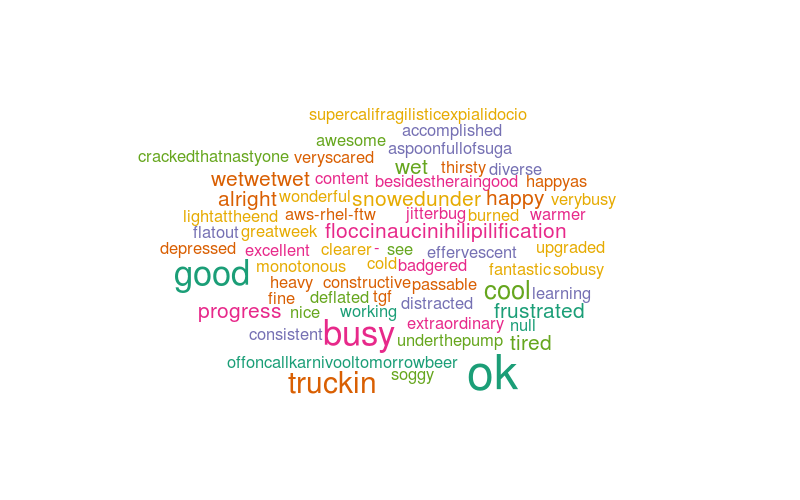 supercalifragilisticexpialidocio
accomplished
awesome
aspoonfullofsuga
crackedthatnastyone veryscared
wet thirsty diverse
wetwetwet content besidestheraingood happyas
alright wonderful snowedunder happy verybusy
lightattheend aws-rhel-ftw jitterbug burned warmer
flatout greatweek floccinaucinihilipilification
depressed excellent clearer - see effervescent upgraded
good monotonous cold badgered fantastic sobusy
heavy constructive passable cool learning
fine deflated tgf distracted
progress nice working frustrated
consistent busy extraordinary null
underthepump tired
offoncallkarnivooltomorrowbeer
truckin soggy ok